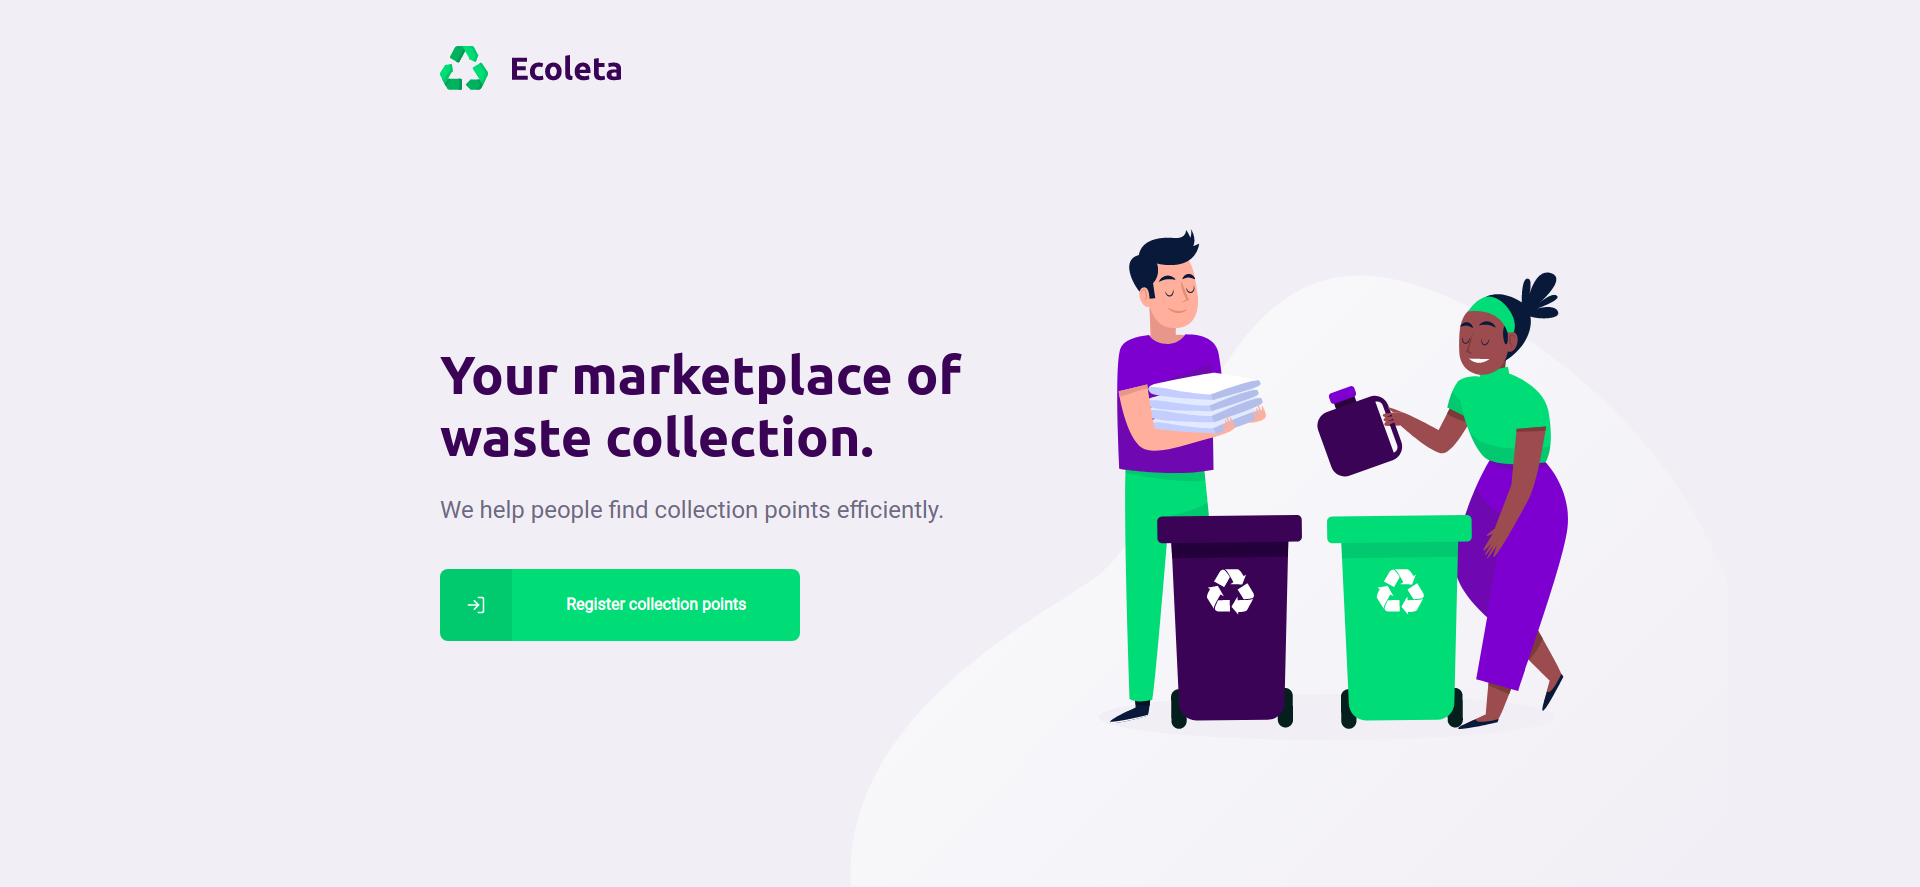 Ecoleta
Your marketplace of
waste collection.
We help people find collection points efficiently.
Register collection points